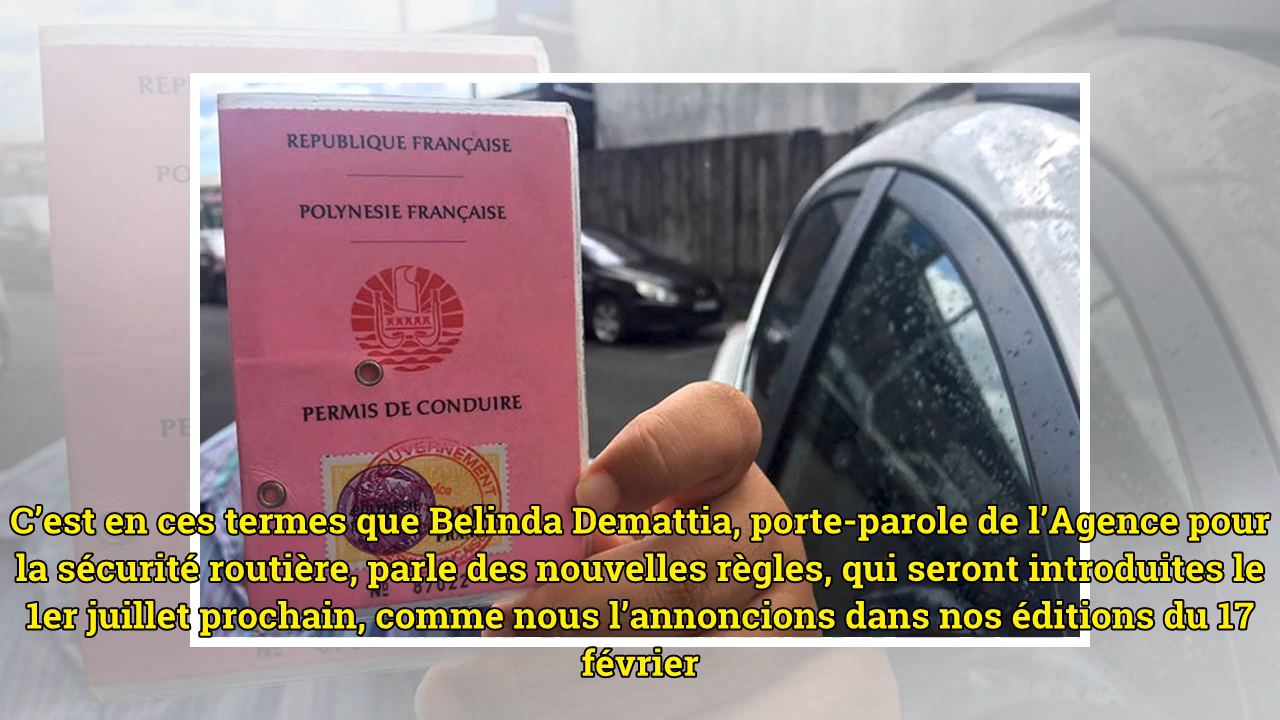 REPUBLIQUE FRANÇAISE
POLYNESIE FRANÇAISE
PERMIS DE CONDUIRE
GOUVERNEMENT
C’est en ces termes que Belinda Demattia, porte-parole de l’Agence pour
la sécurité routière, parle des nouvelles règles, qui seront introduites le
1er juillet prochain, comme nous l’annoncions dans nos éditions du 17
février